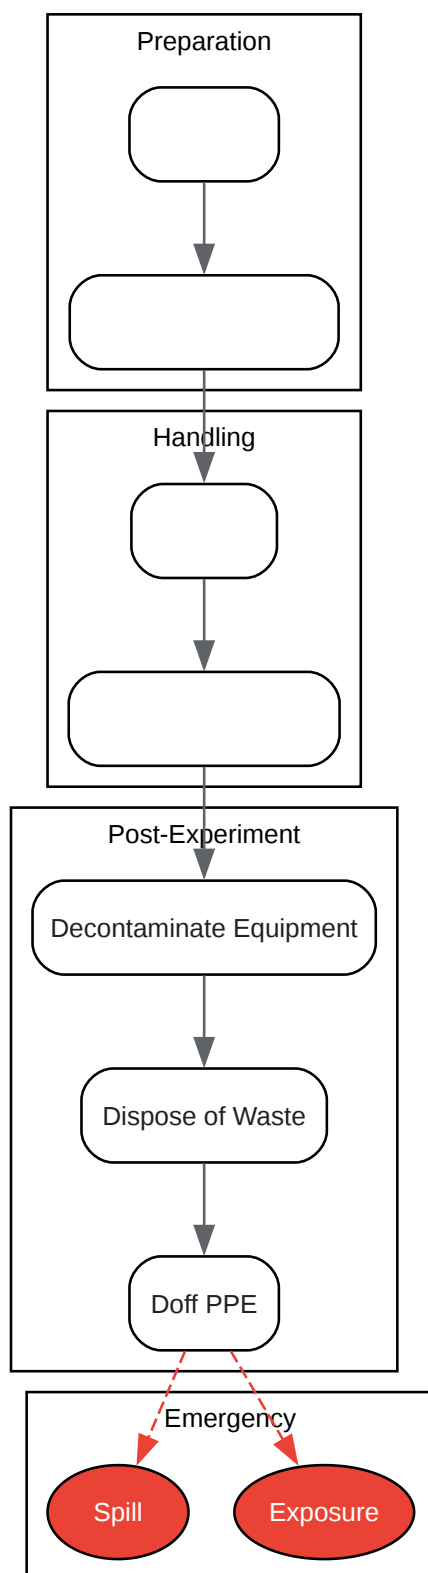 Preparation
Handling
Post-Experiment
Decontaminate Equipment
Dispose of Waste
Doff PPE
Emergency
Spill
Exposure